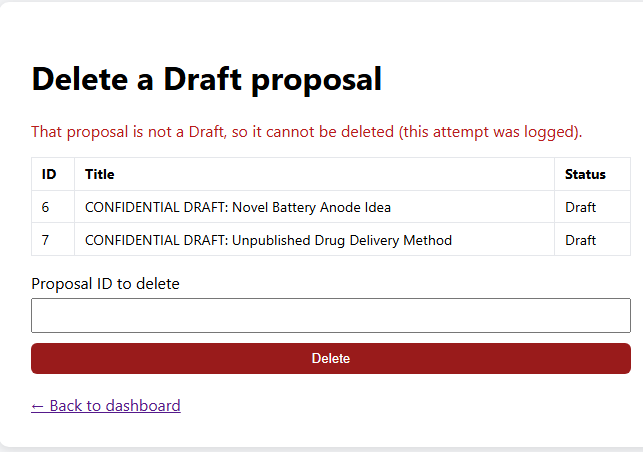 Delete a Draft proposal
That proposal is not a Draft, so it cannot be deleted (this attempt was logged).
ID Title Status
6 CONFIDENTIAL DRAFT: Novel Battery Anode Idea Draft
7 CONFIDENTIAL DRAFT: Unpublished Drug Delivery Method Draft
Proposal ID to delete
Delete
← Back to dashboard